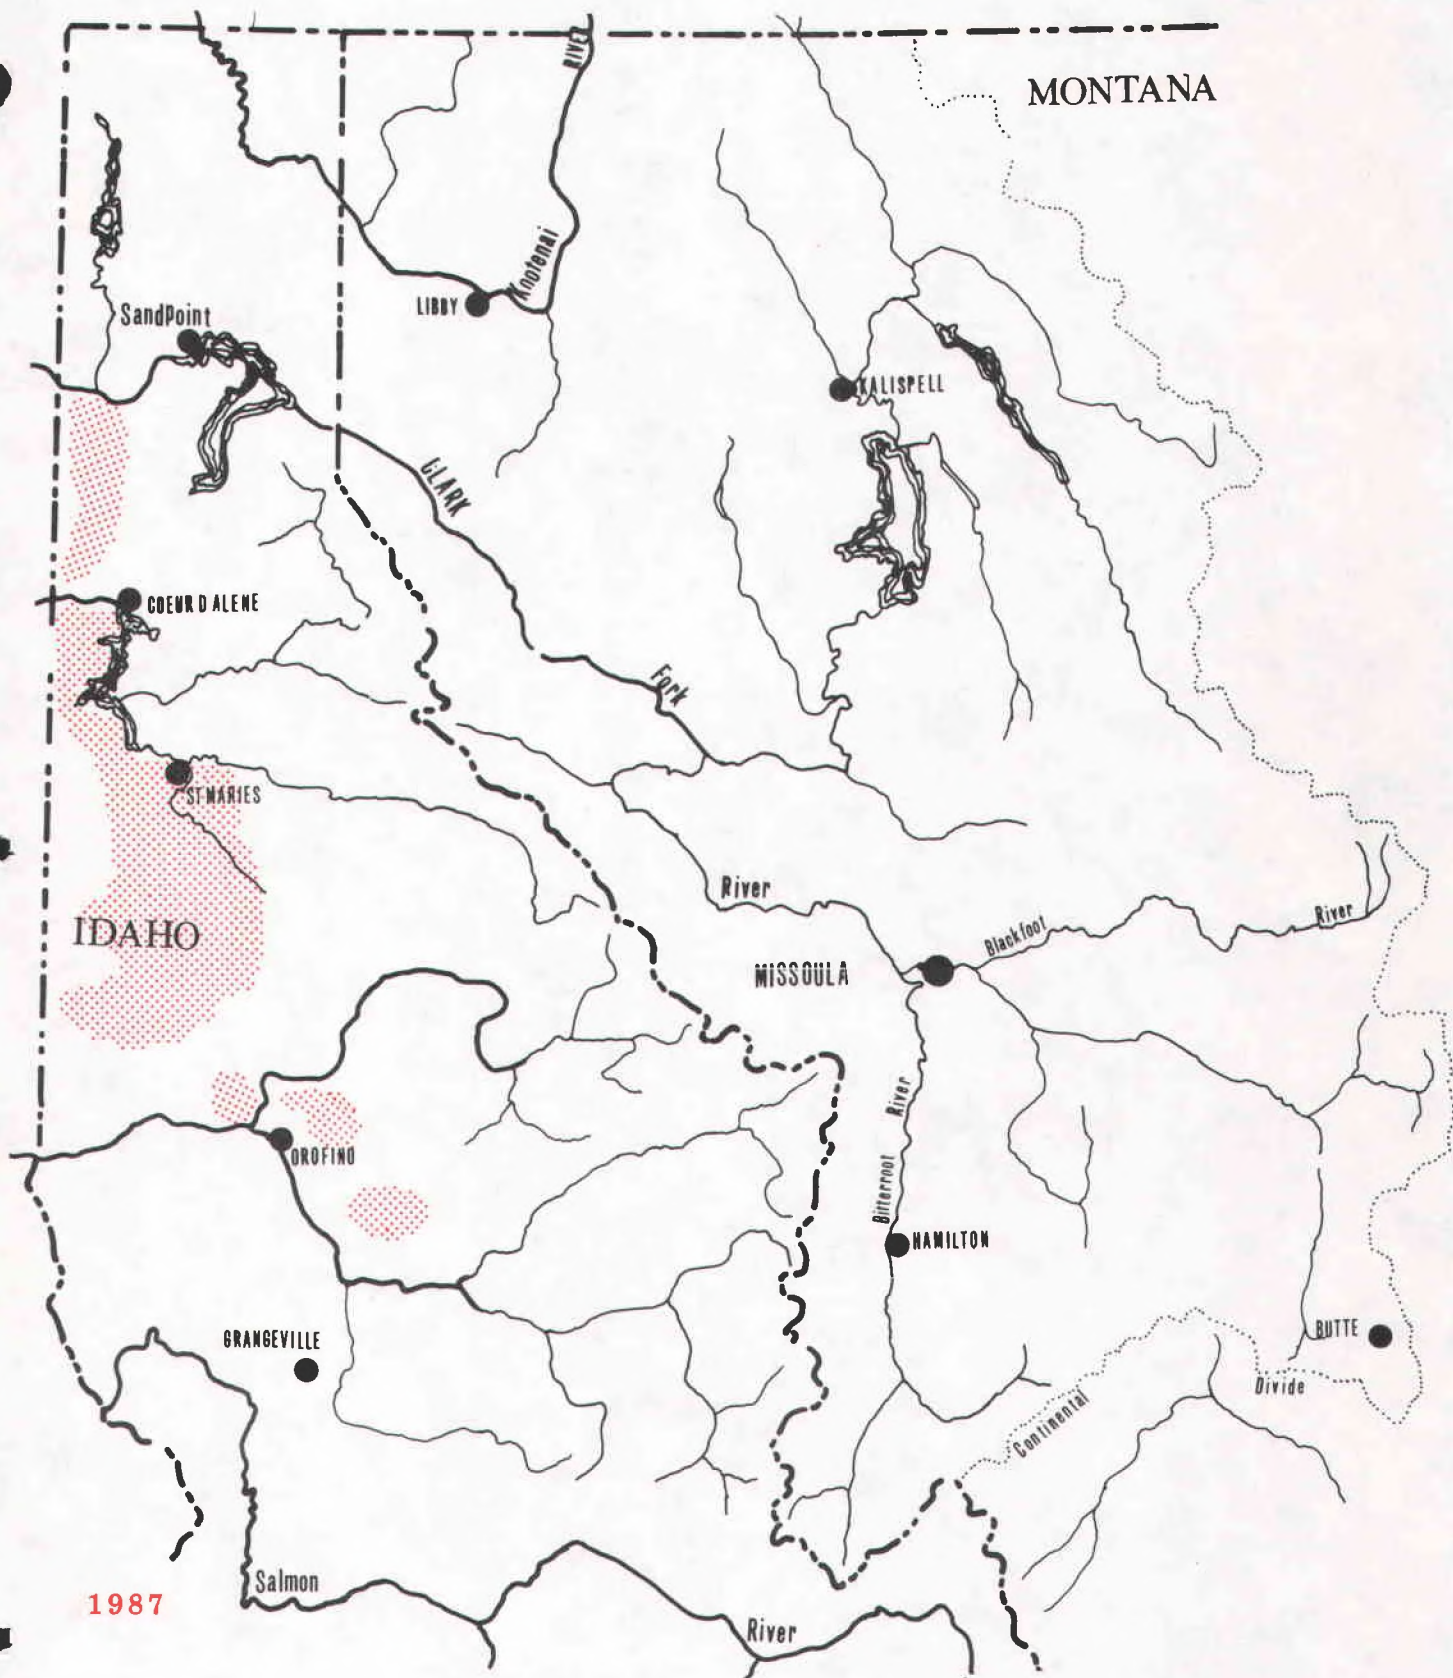 RIVER
MONTANA
Knotenai
LIBBY
SandPoint
KALISPELL
CLARK
COEUR D ALENE
Fork
ST MARIES
River
IDAHO
Blackfoot
River
MISSOULA
River
Bitterroot
OROFINO
HAMILTON
GRANGEVILLE
BUTTE
Divide
Continental
Salmon
1987
River